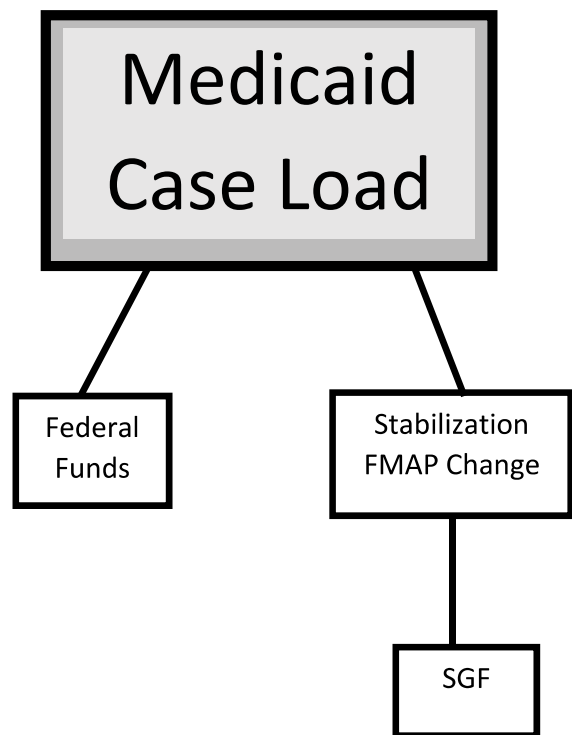 Medicaid
Case Load
Federal
Funds
Stabilization
FMAP Change
SGF